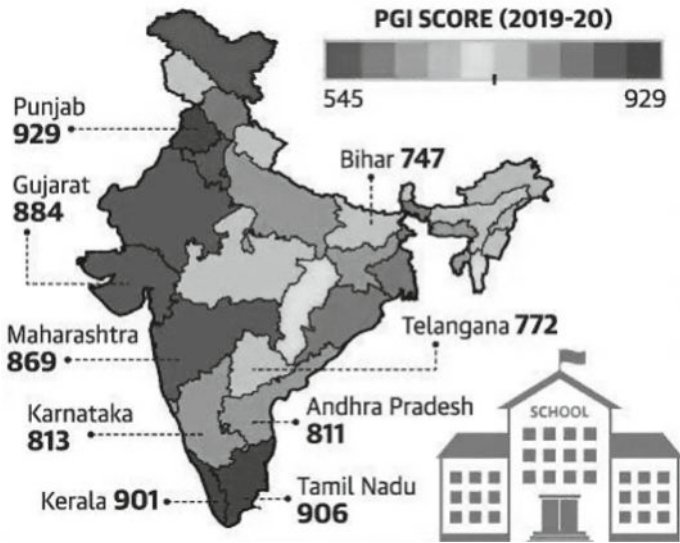 PGI SCORE (2019-20)
545 929
Punjab
929
Bihar 747
Gujarat
884
Telangana 772
Maharashtra
869
SCHOOL
Karnataka
813
Andhra Pradesh
811
Kerala 901
Tamil Nadu
906